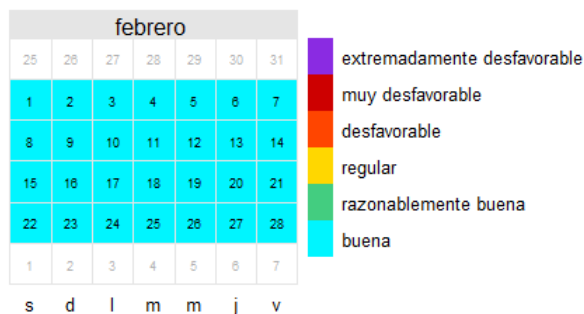 febrero
25 26 27 28 29 30 31
1 2 3 4 5 6 7
8 9 10 11 12 13 14
15 16 17 18 19 20 21
22 23 24 25 26 27 28
1 2 3 4 5 6 7
s d l m m j v
extremadamente desfavorable
muy desfavorable
desfavorable
regular
razonablemente buena
buena